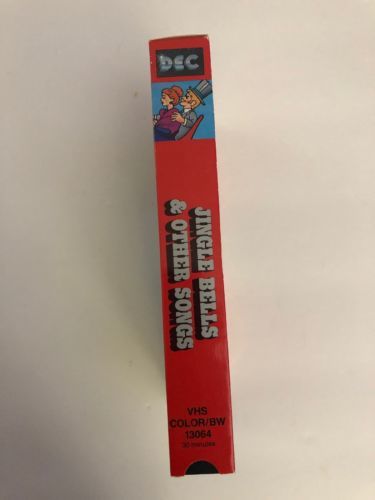 DEC
JINGLE BELLS
& OTHER SONGS
VHS
COLOR/BW
13064
30 minutes